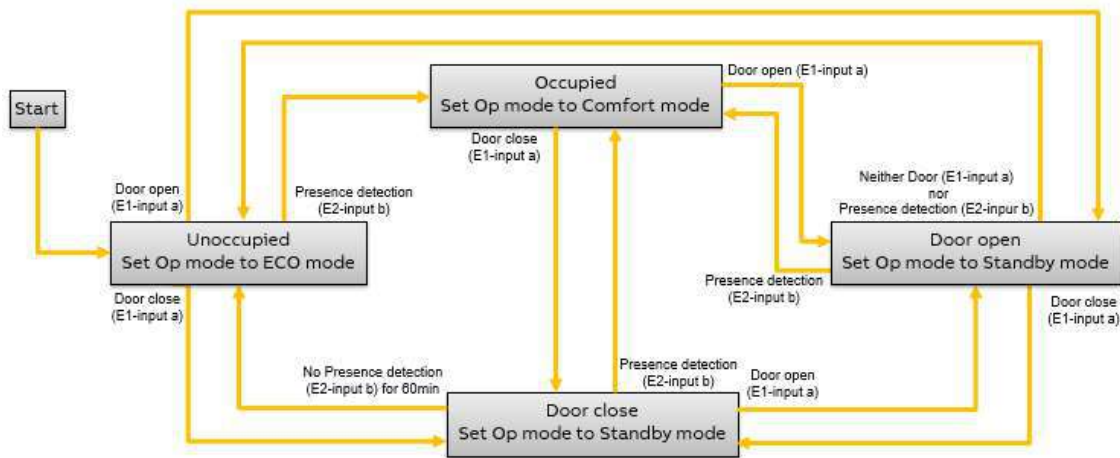 Occupied
Set Op mode to Comfort mode
Door open (E1-input a)
Start
Door close
(E1-input a)
Door open
(E1-input a)
Presence detection
(E2-input b)
Neither Door (E1-input a)
nor
Presence detection (E2-inpur b)
Unoccupied
Set Op mode to ECO mode
Door open
Set Op mode to Standby mode
Presence detection
(E2-input b)
Door close
(E1-input a)
Door close
(E1-input a)
No Presence detection
(E2-input b) for 60min
Presence detection
(E2-input b)
Door open
(E1-input a)
Door close
Set Op mode to Standby mode